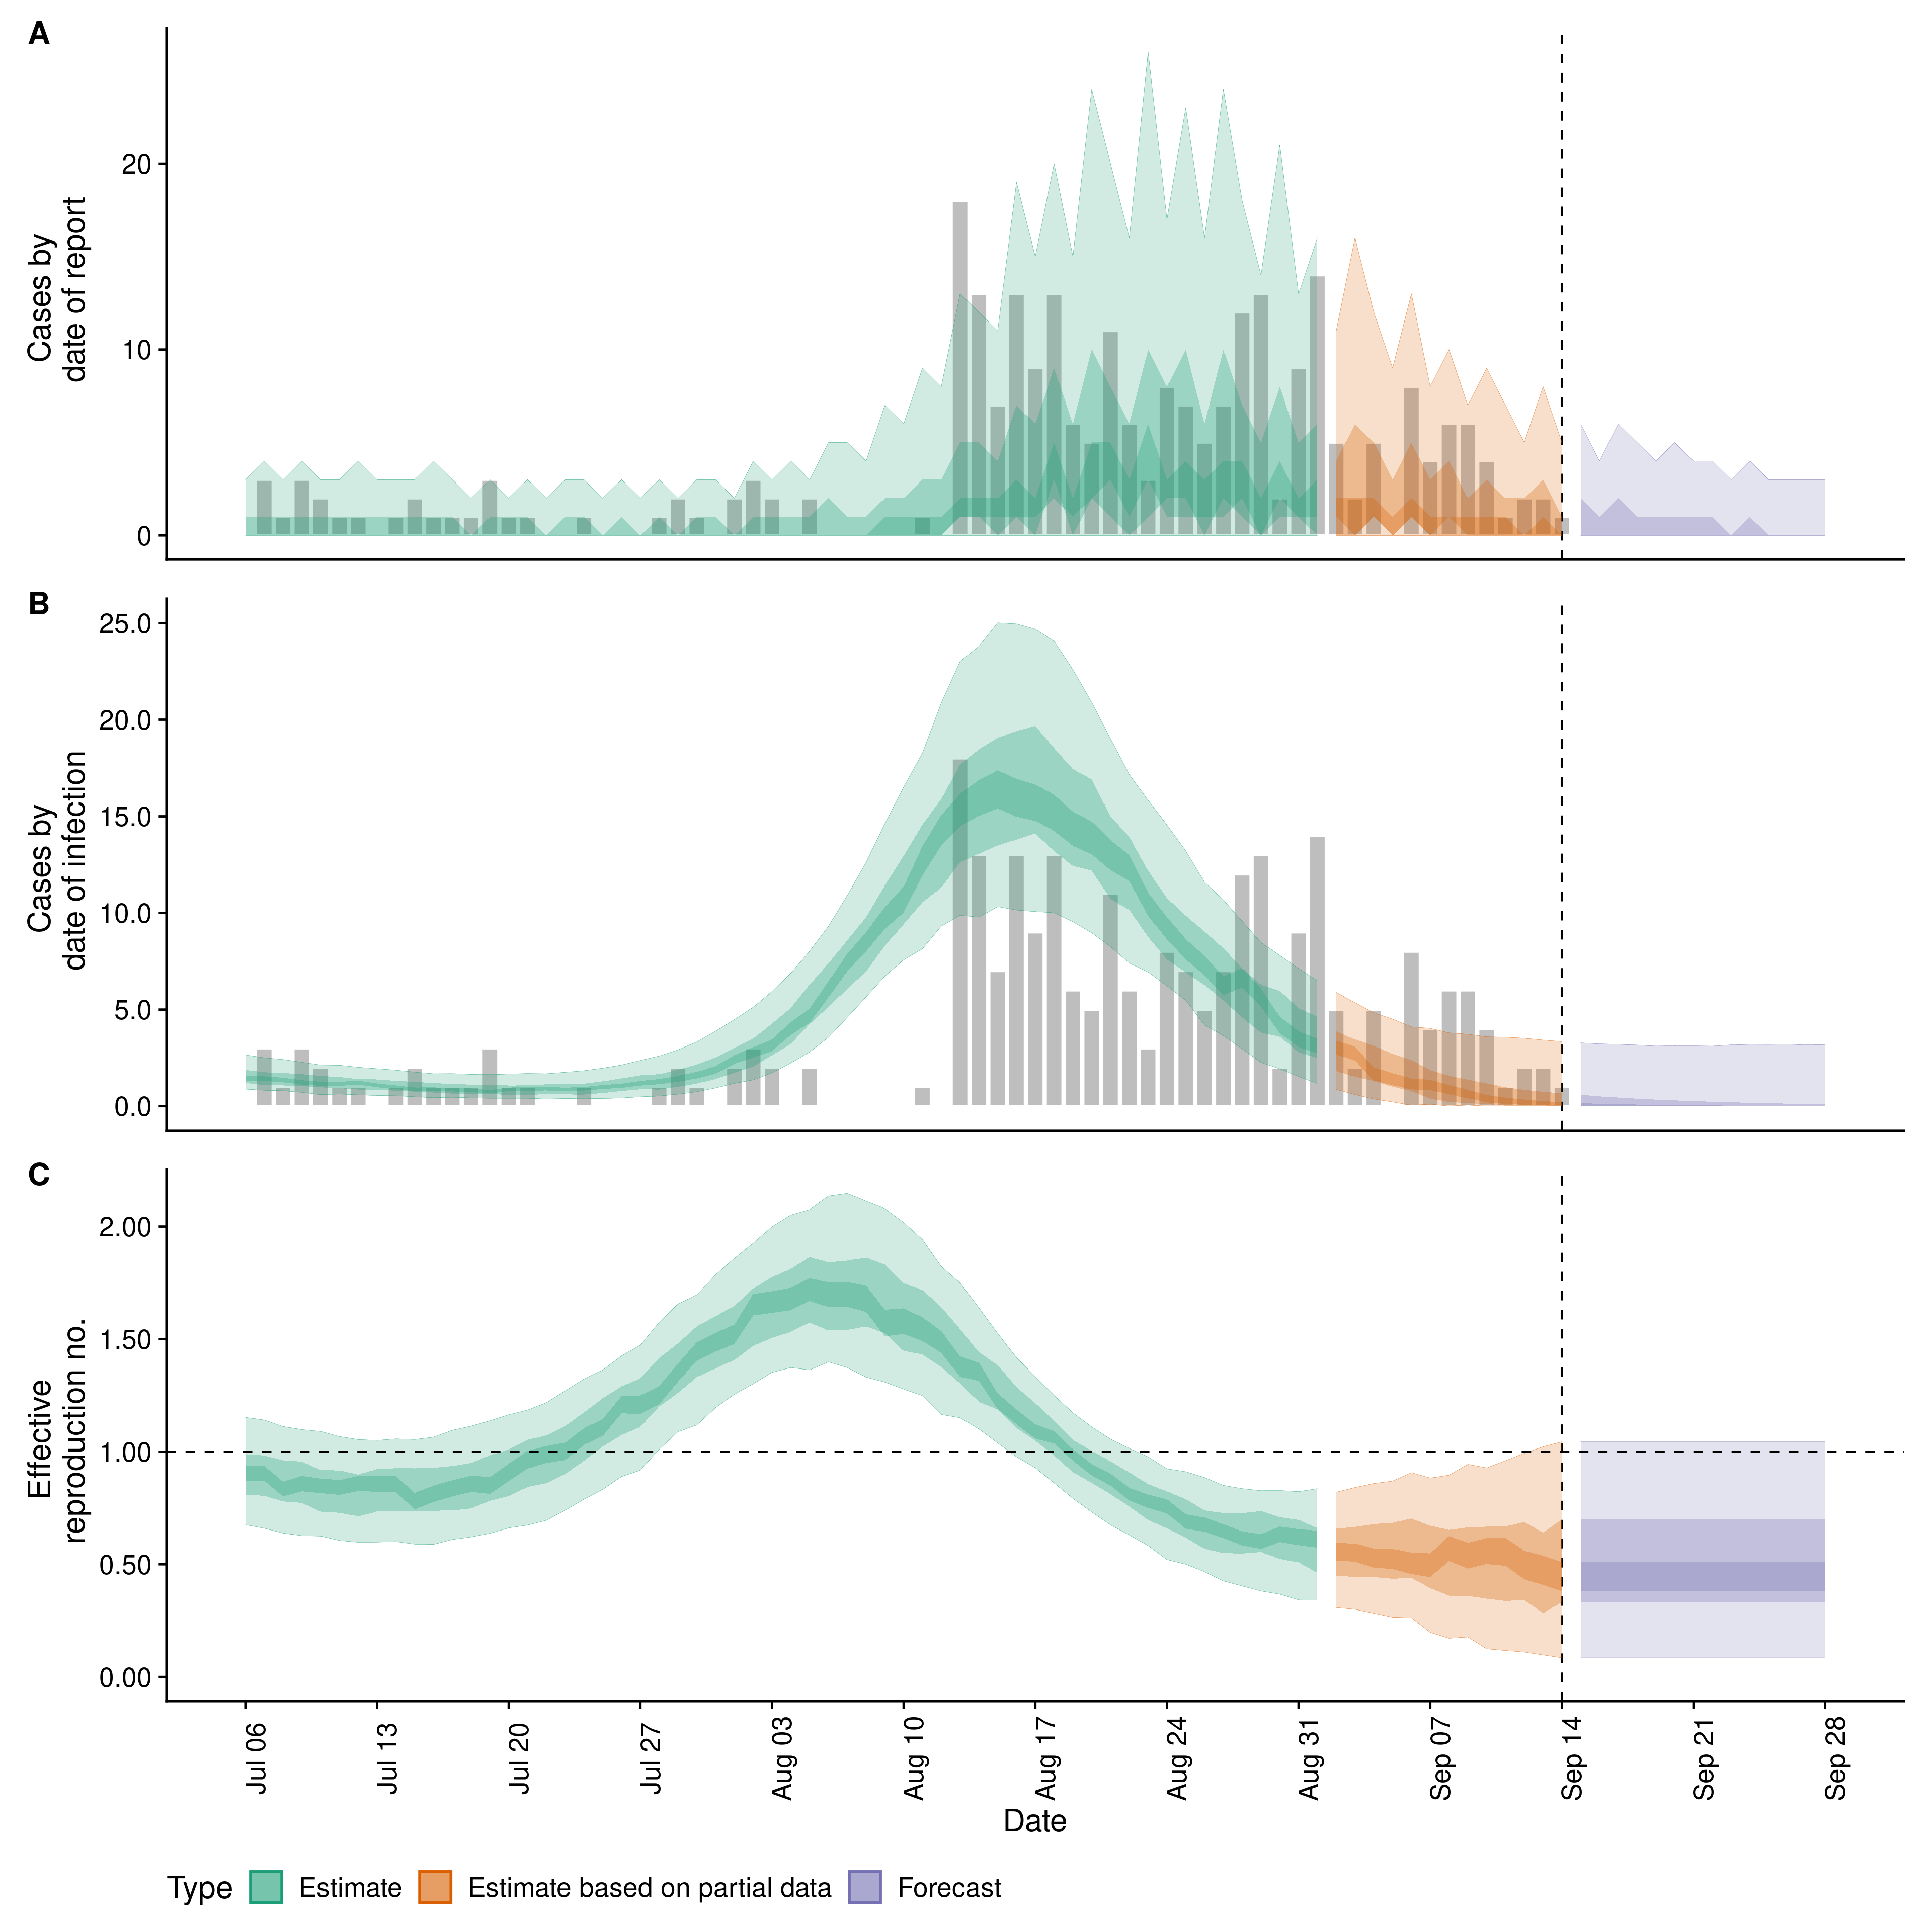 A
Cases by
date of report
20
10
0
B
Cases by
date of infection
25.0
20.0
15.0
10.0
5.0
0.0
C
Effective
reproduction no.
2.00
1.50
1.00
0.50
0.00
Jul 06
Jul 13
Jul 20
Jul 27
Aug 03
Aug 10
Aug 17
Aug 24
Aug 31
Sep 07
Sep 14
Sep 21
Sep 28
Date
Type Estimate Estimate based on partial data Forecast